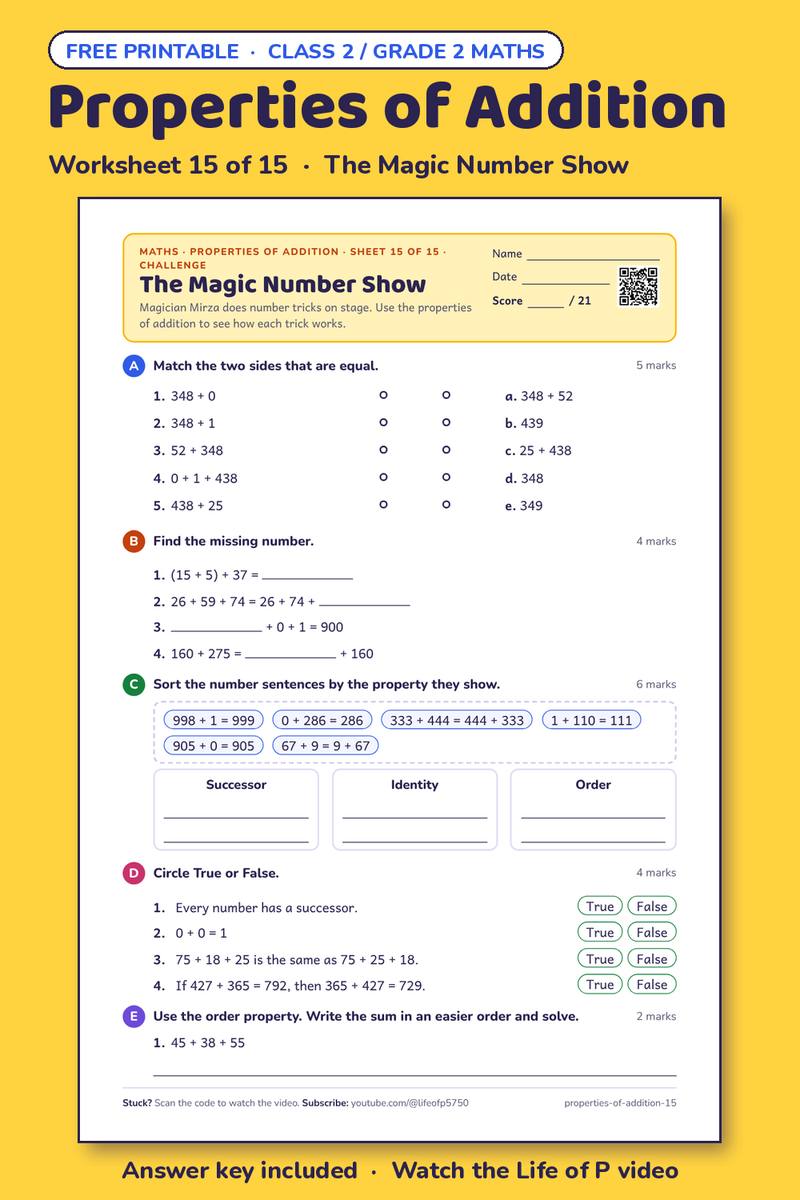 FREE PRINTABLE · CLASS 2 / GRADE 2 MATHS
Properties of Addition
Worksheet 15 of 15 · The Magic Number Show
MATHS · PROPERTIES OF ADDITION · SHEET 15 OF 15 ·
CHALLENGE
The Magic Number Show
Magician Mirza does number tricks on stage. Use the properties
of addition to see how each trick works.
Name ____________
Date ____________
Score ______ / 21
A Match the two sides that are equal. 5 marks
1. 348 + 0 a. 348 + 52
2. 348 + 1 b. 439
3. 52 + 348 c. 25 + 438
4. 0 + 1 + 438 d. 348
5. 438 + 25 e. 349
B Find the missing number. 4 marks
1. (15 + 5) + 37 = ____________
2. 26 + 59 + 74 = 26 + 74 + ____________
3. ____________ + 0 + 1 = 900
4. 160 + 275 = ____________ + 160
C Sort the number sentences by the property they show. 6 marks
998 + 1 = 999 0 + 286 = 286 333 + 444 = 444 + 333 1 + 110 = 111
905 + 0 = 905 67 + 9 = 9 + 67
Successor Identity Order
D Circle True or False. 4 marks
1. Every number has a successor. True False
2. 0 + 0 = 1 True False
3. 75 + 18 + 25 is the same as 75 + 25 + 18. True False
4. If 427 + 365 = 792, then 365 + 427 = 729. True False
E Use the order property. Write the sum in an easier order and solve. 2 marks
1. 45 + 38 + 55
Stuck? Scan the code to watch the video. Subscribe: youtube.com/@lifeofp5750 properties-of-addition-15
Answer key included · Watch the Life of P video